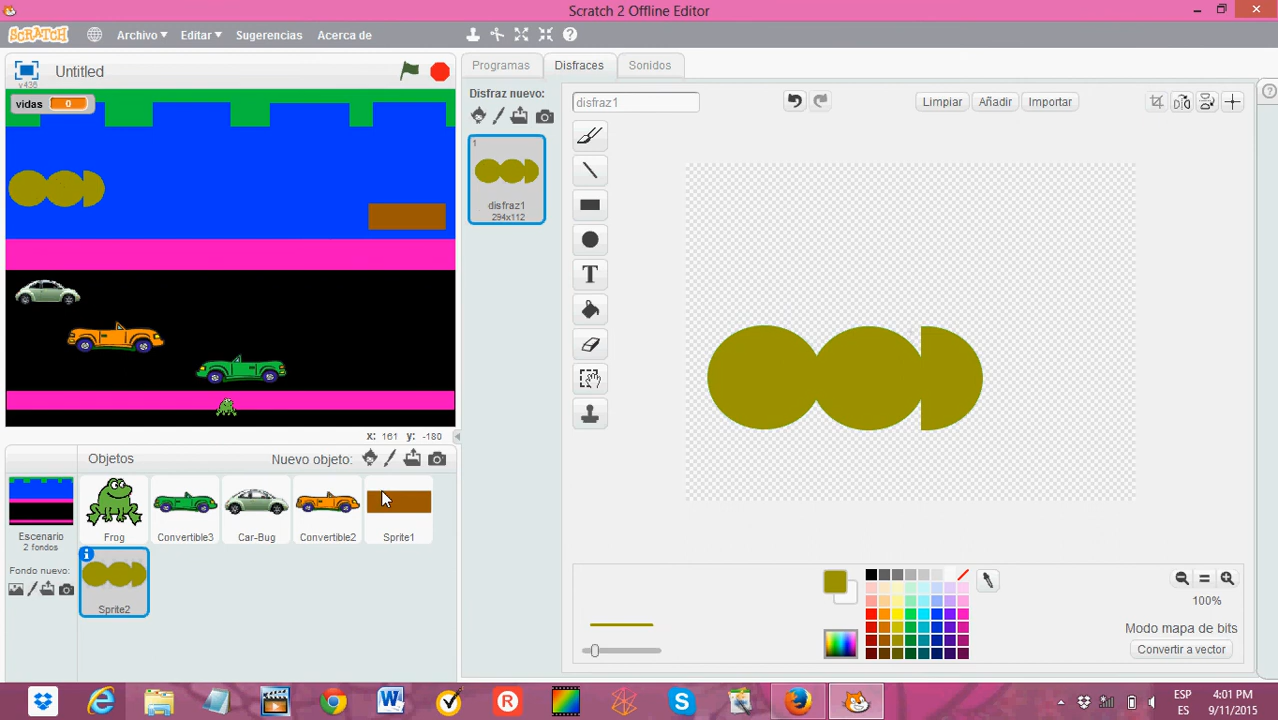 Scratch 2 Offline Editor
SCRATCH Archivo Editar Sugerencias Acerca de
Untitled
v436
vidas 0
x: 161 y: -180
Objetos Nuevo objeto:
Escenario
2 fondos
Fondo nuevo:
Frog
Convertible3
Car-Bug
Convertible2
Sprite1
Sprite2
Programas Disfraces Sonidos
Disfraz nuevo:
1
disfraz1
294x112
disfraz1
Limpiar Añadir Importar
T
100%
Modo mapa de bits
Convertir a vector
ESP
ES
4:01 PM
9/11/2015